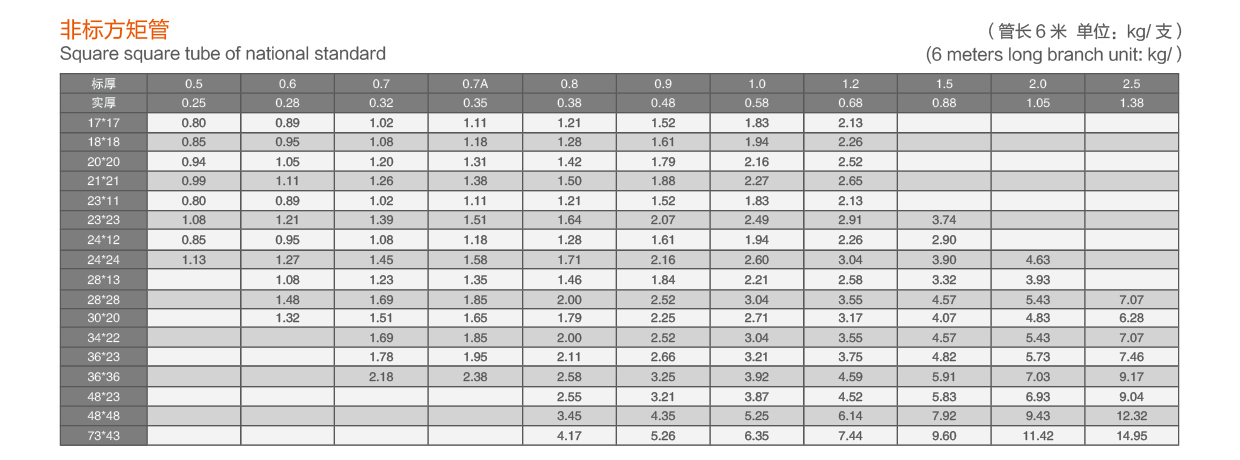 非标方矩管
（管长 6 米 单位：kg/ 支）
Square square tube of national standard
(6 meters long branch unit: kg/ )
标厚 0.5 0.6 0.7 0.7A 0.8 0.9 1.0 1.2 1.5 2.0 2.5
实厚 0.25 0.28 0.32 0.35 0.38 0.48 0.58 0.68 0.88 1.05 1.38
17*17 0.80 0.89 1.02 1.11 1.21 1.52 1.83 2.13
18*18 0.85 0.95 1.08 1.18 1.28 1.61 1.94 2.26
20*20 0.94 1.05 1.20 1.31 1.42 1.79 2.16 2.52
21*21 0.99 1.11 1.26 1.38 1.50 1.88 2.27 2.65
23*11 0.80 0.89 1.02 1.11 1.21 1.52 1.83 2.13
23*23 1.08 1.21 1.39 1.51 1.64 2.07 2.49 2.91 3.74
24*12 0.85 0.95 1.08 1.18 1.28 1.61 1.94 2.26 2.90
24*24 1.13 1.27 1.45 1.58 1.71 2.16 2.60 3.04 3.90 4.63
28*13 1.08 1.23 1.35 1.46 1.84 2.21 2.58 3.32 3.93
28*28 1.48 1.69 1.85 2.00 2.52 3.04 3.55 4.57 5.43 7.07
30*20 1.32 1.51 1.65 1.79 2.25 2.71 3.17 4.07 4.83 6.28
34*22 1.69 1.85 2.00 2.52 3.04 3.55 4.57 5.43 7.07
36*23 1.78 1.95 2.11 2.66 3.21 3.75 4.82 5.73 7.46
36*36 2.18 2.38 2.58 3.25 3.92 4.59 5.91 7.03 9.17
48*23 2.55 3.21 3.87 4.52 5.83 6.93 9.04
48*48 3.45 4.35 5.25 6.14 7.92 9.43 12.32
73*43 4.17 5.26 6.35 7.44 9.60 11.42 14.95